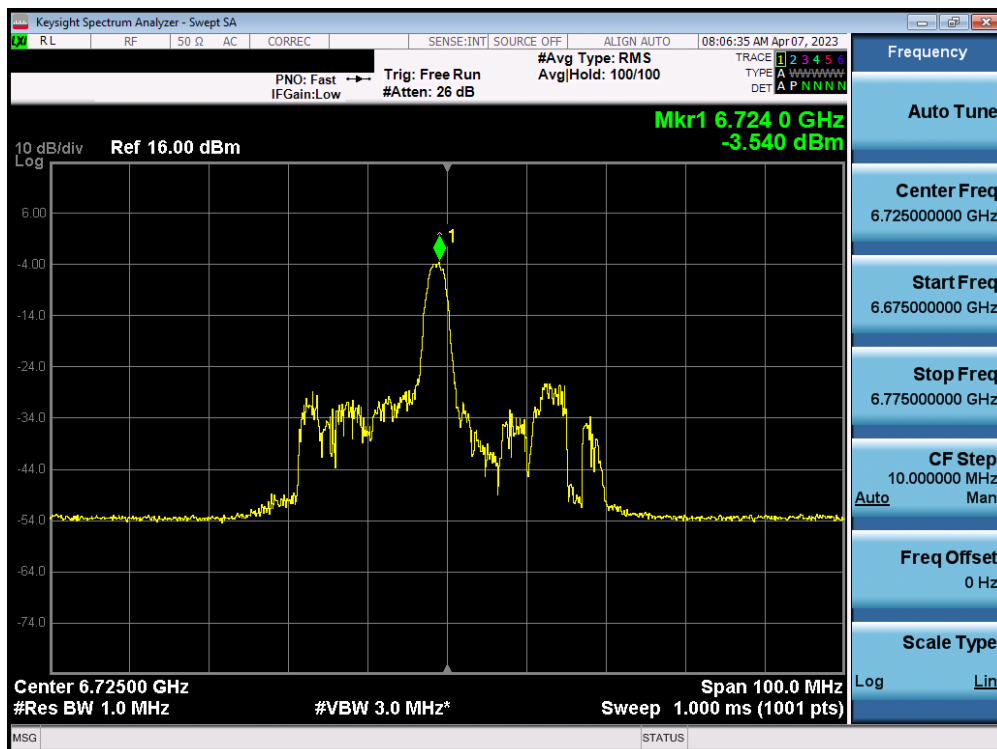 Keysight Spectrum Analyzer - Swept SA
LXI RL RF 50 Ω AC CORREC SENSE:INT SOURCE OFF ALIGN AUTO 08:06:35 AM Apr 07, 2023
PNO: Fast
IFGain:Low
Trig: Free Run
#Atten: 26 dB
#Avg Type: RMS
Avg|Hold: 100/100
TRACE 1 2 3 4 5 6
TYPE A WWWWW
DET A P N N N N
Mkr1 6.724 0 GHz
-3.540 dBm
10 dB/div Ref 16.00 dBm
Log
1
6.00
-4.00
-14.0
-24.0
-34.0
-44.0
-54.0
-64.0
-74.0
Center 6.72500 GHz Span 100.0 MHz
#Res BW 1.0 MHz #VBW 3.0 MHz* Sweep 1.000 ms (1001 pts)
MSG STATUS
Frequency
Auto Tune
Center Freq
6.725000000 GHz
Start Freq
6.675000000 GHz
Stop Freq
6.775000000 GHz
CF Step
10.000000 MHz
Auto Man
Freq Offset
0 Hz
Scale Type
Log Lin